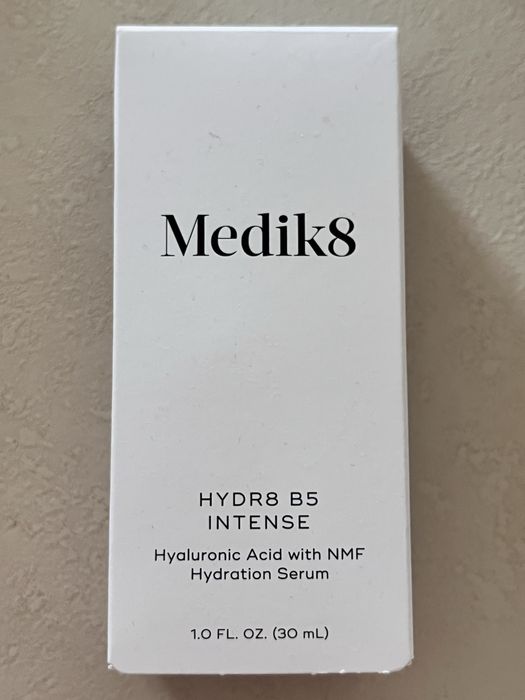 Medik8
HYDR8 B5
INTENSE
Hyaluronic Acid with NMF
Hydration Serum
1.0 FL. OZ. (30 mL)